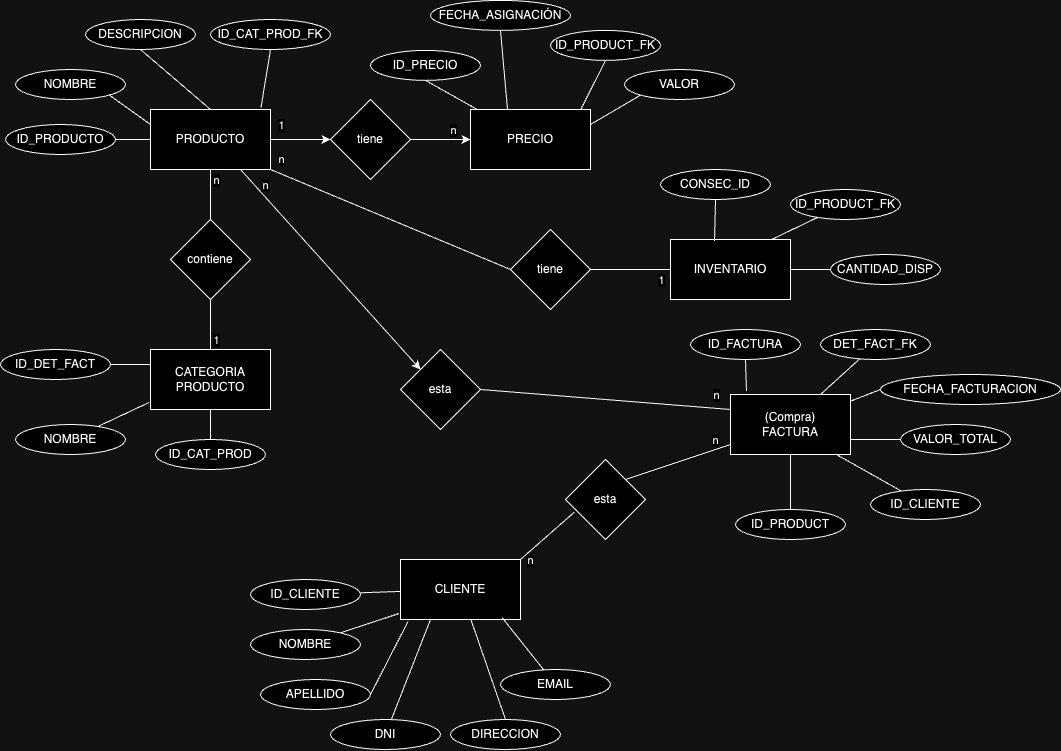 FECHA_ASIGNACIÓN
DESCRIPCION
ID_CAT_PROD_FK
ID_PRODUCT_FK
ID_PRECIO
NOMBRE
VALOR
ID_PRODUCTO
PRODUCTO
1
tiene
n
PRECIO
n
n
n
CONSEC_ID
ID_PRODUCT_FK
contiene
tiene
1
INVENTARIO
CANTIDAD_DISP
1
ID_DET_FACT
CATEGORIA
PRODUCTO
NOMBRE
ID_CAT_PROD
ID_FACTURA
DET_FACT_FK
esta
n
FECHA_FACTURACION
(Compra)
FACTURA
VALOR_TOTAL
n
esta
ID_CLIENTE
ID_PRODUCT
n
CLIENTE
ID_CLIENTE
NOMBRE
APELLIDO
EMAIL
DNI
DIRECCION